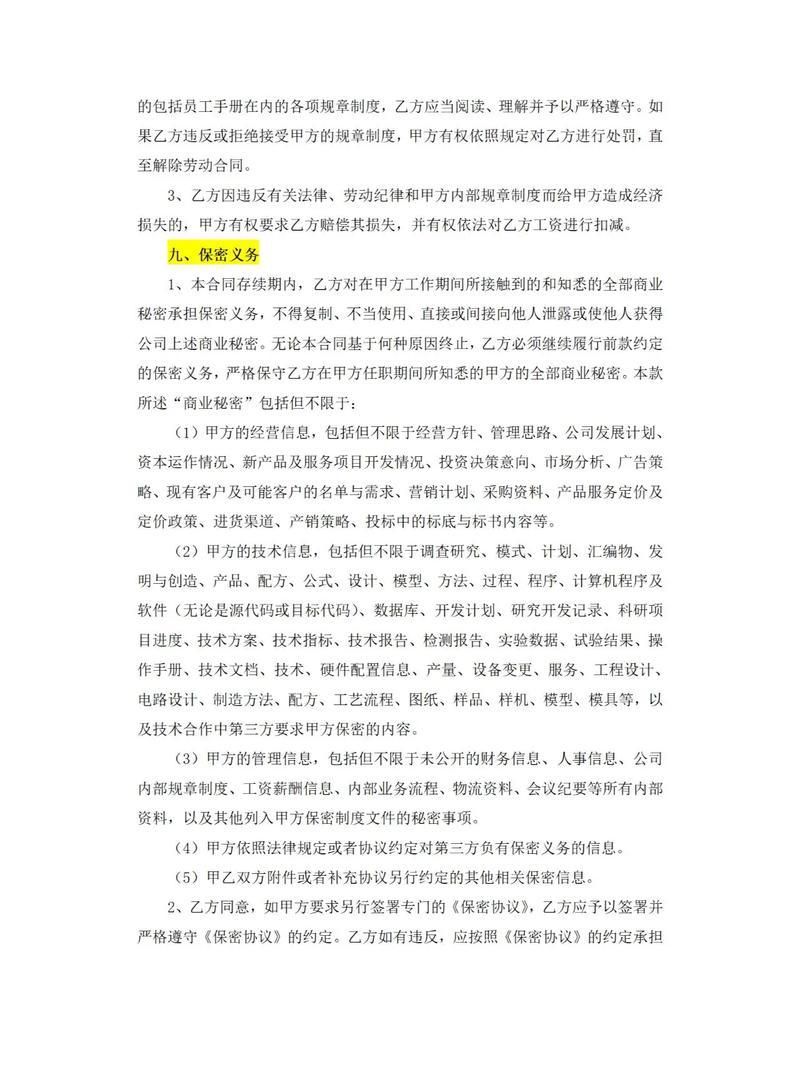 的包括员工手册在内的各项规章制度，乙方应当阅读、理解并予以严格遵守。如
果乙方违反或拒绝接受甲方的规章制度，甲方有权依照规定对乙方进行处罚，直
至解除劳动合同。
3、乙方因违反有关法律、劳动纪律和甲方内部规章制度而给甲方造成经济
损失的，甲方有权要求乙方赔偿其损失，并有权依法对乙方工资进行扣减。
九、保密义务
1、本合同存续期内，乙方对在甲方工作期间所接触到的和知悉的全部商业
秘密承担保密义务，不得复制、不当使用、直接或间接向他人泄露或使他人获得
公司上述商业秘密。无论本合同基于何种原因终止，乙方必须继续履行前款约定
的保密义务，严格保守乙方在甲方任职期间所知悉的甲方的全部商业秘密。本款
所述“商业秘密”包括但不限于：
（1）甲方的经营信息，包括但不限于经营方针、管理思路、公司发展计划、
资本运作情况、新产品及服务项目开发情况、投资决策意向、市场分析、广告策
略、现有客户及可能客户的名单与需求、营销计划、采购资料、产品服务定价及
定价政策、进货渠道、产销策略、投标中的标底与标书内容等。
（2）甲方的技术信息，包括但不限于调查研究、模式、计划、汇编物、发
明与创造、产品、配方、公式、设计、模型、方法、过程、程序、计算机程序及
软件（无论是源代码或目标代码）、数据库、开发计划、研究开发记录、科研项
目进度、技术方案、技术指标、技术报告、检测报告、实验数据、试验结果、操
作手册、技术文档、技术、硬件配置信息、产量、设备变更、服务、工程设计、
电路设计、制造方法、配方、工艺流程、图纸、样品、样机、模型、模具等，以
及技术合作中第三方要求甲方保密的内容。
（3）甲方的管理信息，包括但不限于未公开的财务信息、人事信息、公司
内部规章制度、工资薪酬信息、内部业务流程、物流资料、会议纪要等所有内部
资料，以及其他列入甲方保密制度文件的秘密事项。
（4）甲方依照法律规定或者协议约定对第三方负有保密义务的信息。
（5）甲乙双方附件或者补充协议另行约定的其他相关保密信息。
2、乙方同意，如甲方要求另行签署专门的《保密协议》，乙方应予以签署并
严格遵守《保密协议》的约定。乙方如有违反，应按照《保密协议》的约定承担